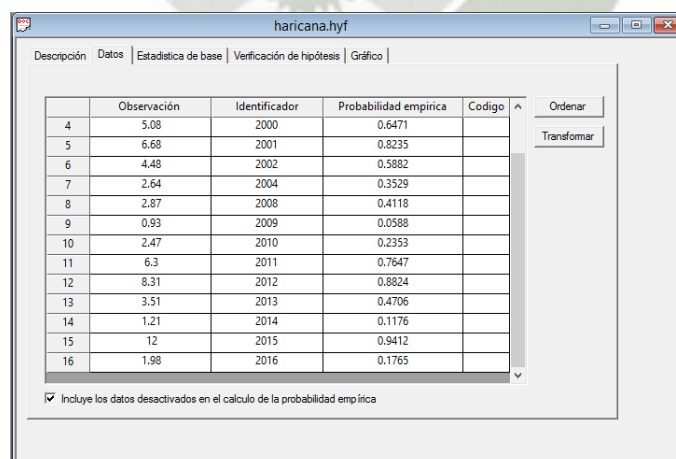 haricana.hyf
Descripción Datos Estadistica de base Verificación de hipótesis Gráfico
Observación Identificador Probabilidad empirica Codigo Ordenar
4 5.08 2000 0.6471
Transformar
5 6.68 2001 0.8235
6 4.48 2002 0.5882
7 2.64 2004 0.3529
8 2.87 2008 0.4118
9 0.93 2009 0.0588
10 2.47 2010 0.2353
11 6.3 2011 0.7647
12 8.31 2012 0.8824
13 3.51 2013 0.4706
14 1.21 2014 0.1176
15 12 2015 0.9412
16 1.98 2016 0.1765
Incluye los datos desactivados en el calculo de la probabilidad empírica